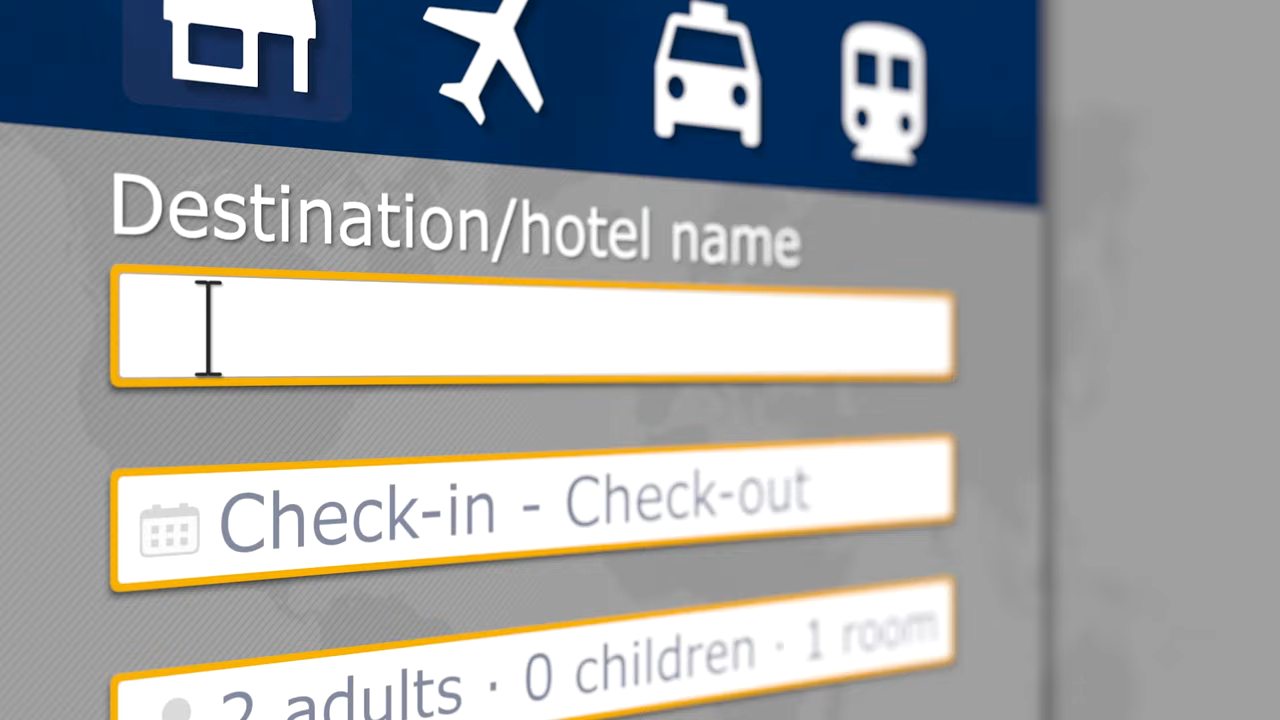 Destination/hotel name
Check-in - Check-out
2 adults · 0 children · 1 room